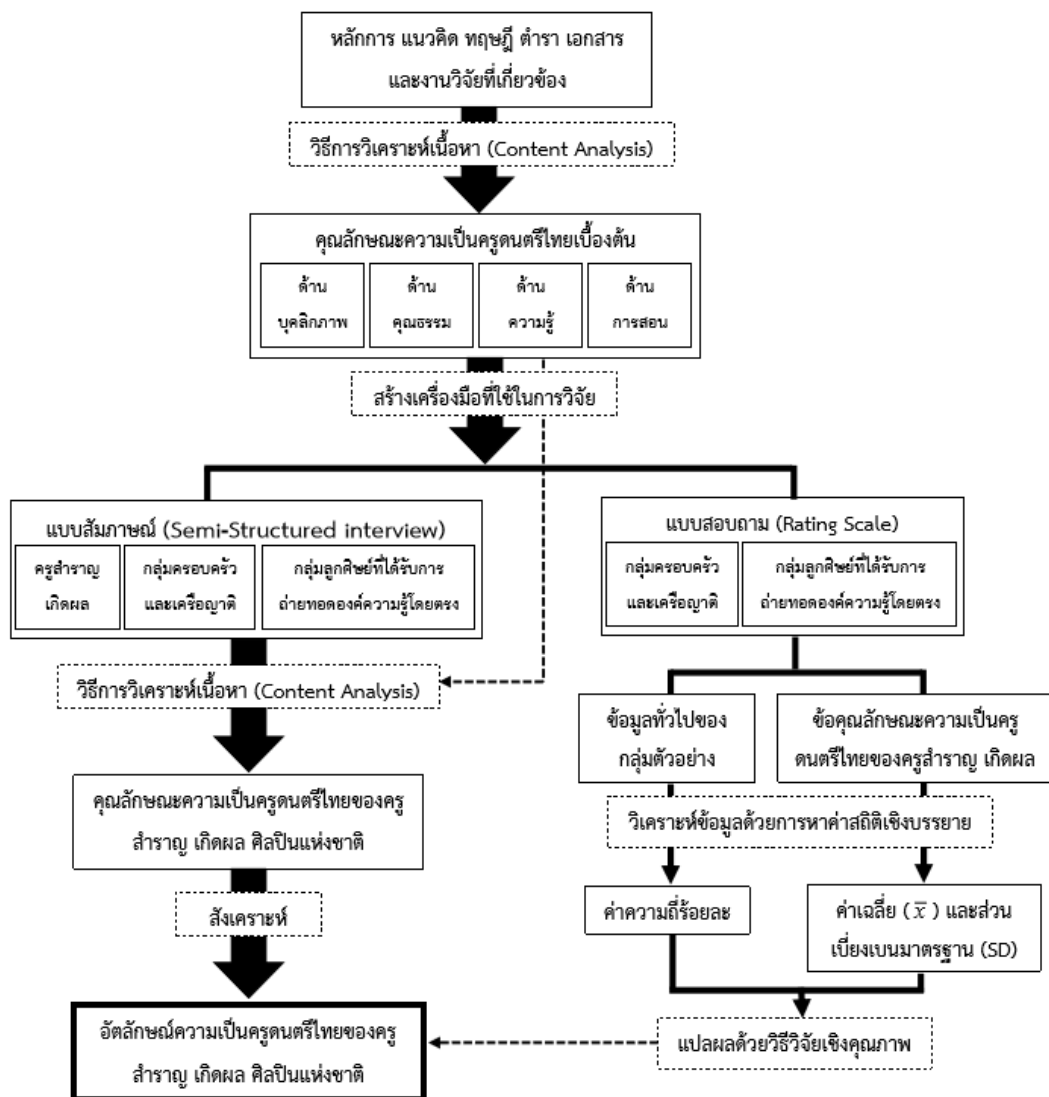 หลักการ แนวคิด ทฤษฎี ตำรา เอกสาร
และงานวิจัยที่เกี่ยวข้อง
วิธีการวิเคราะห์เนื้อหา (Content Analysis)
คุณลักษณะความเป็นครูดนตรีไทยเบื้องต้น
ด้าน
บุคลิกภาพ
ด้าน
คุณธรรม
ด้าน
ความรู้
ด้าน
การสอน
สร้างเครื่องมือที่ใช้ในการวิจัย
แบบสัมภาษณ์ (Semi-Structured interview)
ครูสำราญ
เกิดผล
กลุ่มครอบครัว
และเครือญาติ
กลุ่มลูกศิษย์ที่ได้รับการ
ถ่ายทอดองค์ความรู้โดยตรง
แบบสอบถาม (Rating Scale)
กลุ่มครอบครัว
และเครือญาติ
กลุ่มลูกศิษย์ที่ได้รับการ
ถ่ายทอดองค์ความรู้โดยตรง
วิธีการวิเคราะห์เนื้อหา (Content Analysis)
ข้อมูลทั่วไปของ
กลุ่มตัวอย่าง
ข้อคุณลักษณะความเป็นครู
ดนตรีไทยของครูสำราญ เกิดผล
คุณลักษณะความเป็นครูดนตรีไทยของครู
สำราญ เกิดผล ศิลปินแห่งชาติ
วิเคราะห์ข้อมูลด้วยการหาค่าสถิติเชิงบรรยาย
สังเคราะห์
ค่าความถี่ร้อยละ
ค่าเฉลี่ย (x̅) และส่วน
เบี่ยงเบนมาตรฐาน (SD)
อัตลักษณ์ความเป็นครูดนตรีไทยของครู
สำราญ เกิดผล ศิลปินแห่งชาติ
แปลผลด้วยวิธีวิจัยเชิงคุณภาพ